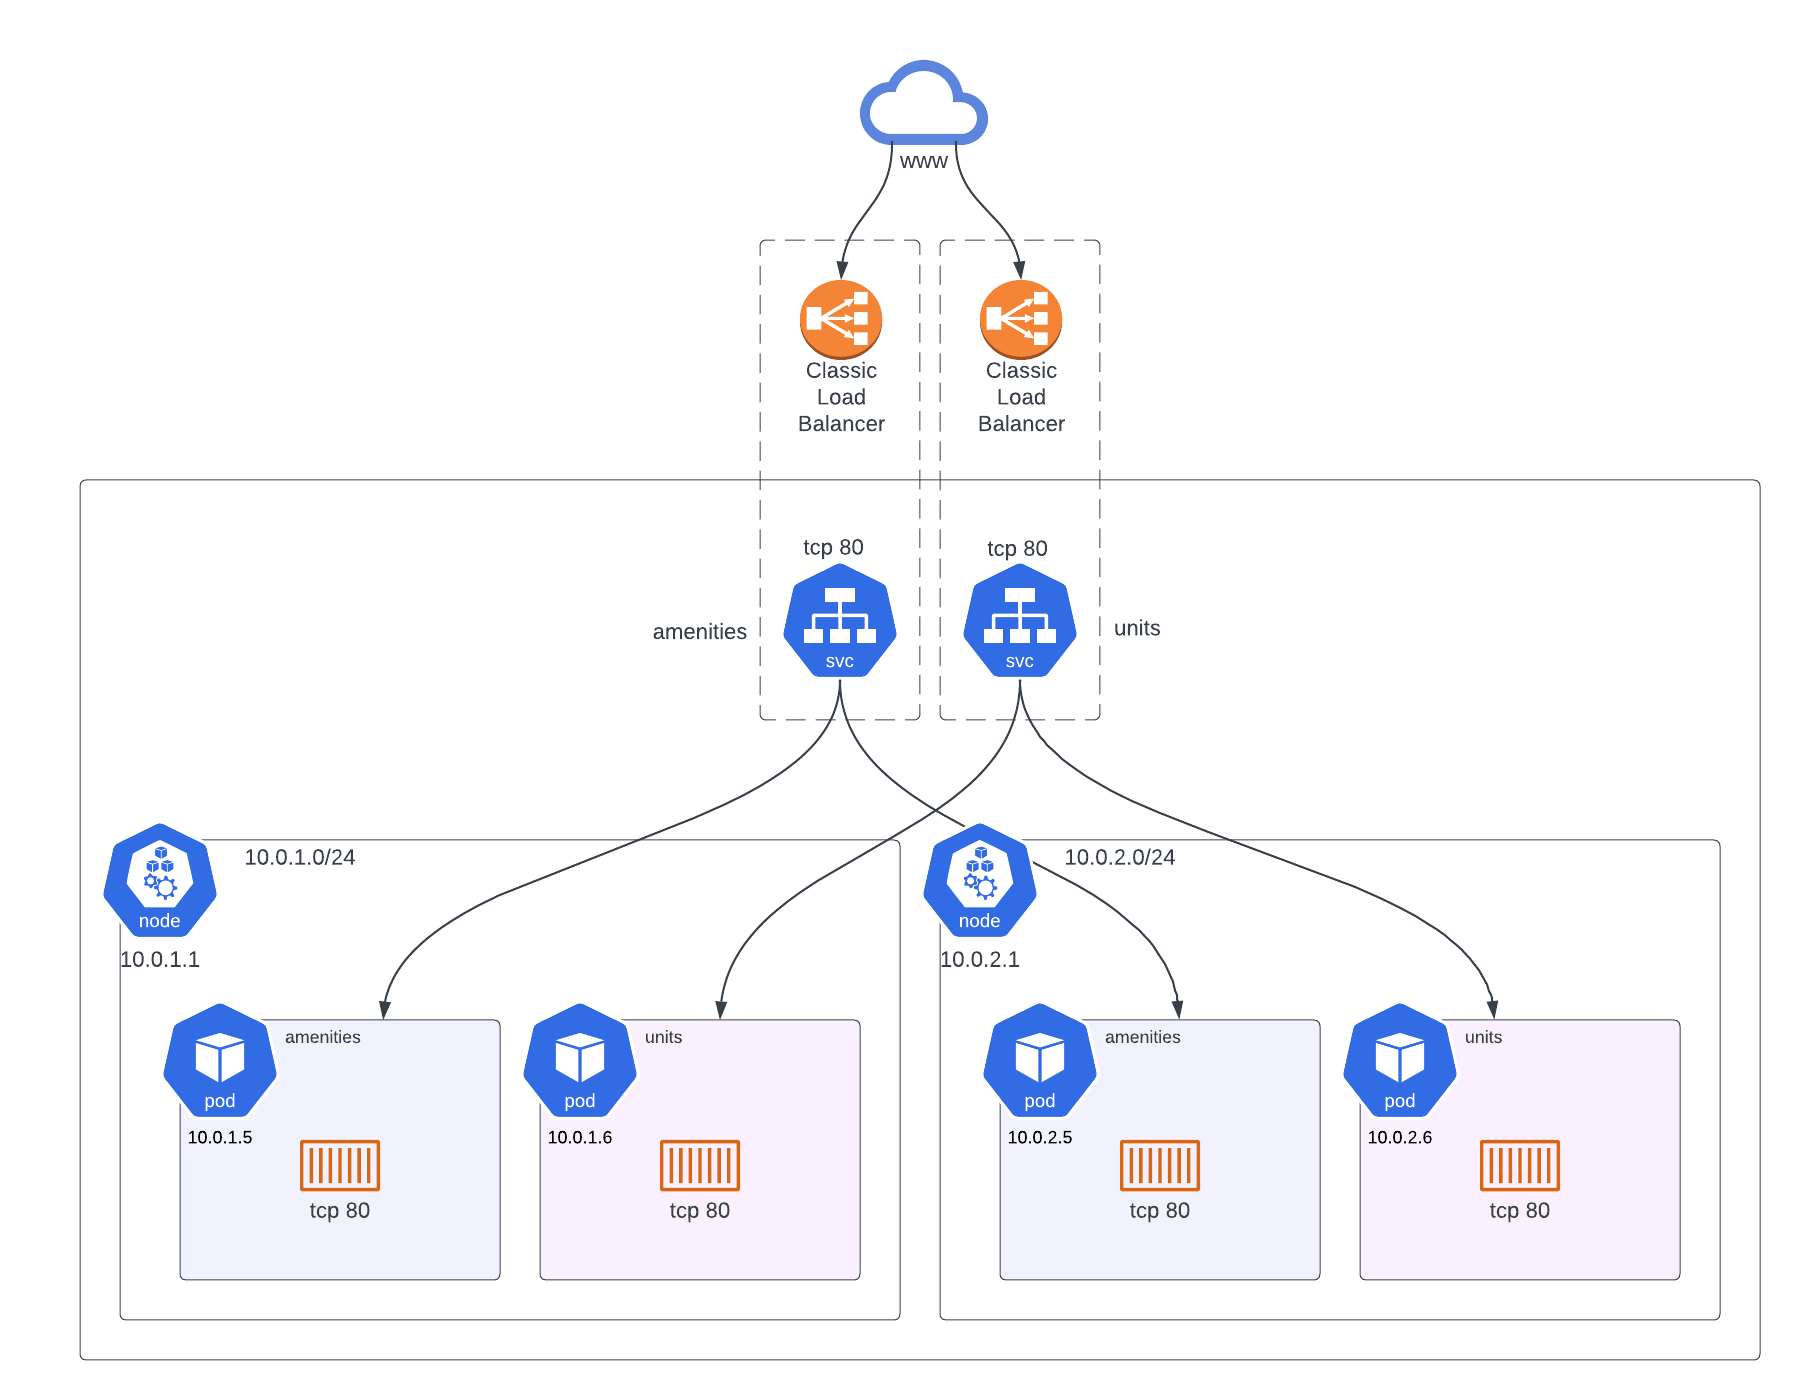 www
Classic
Load
Balancer
Classic
Load
Balancer
tcp 80
tcp 80
amenities
svc
svc
units
10.0.1.0/24
node
10.0.1.1
10.0.2.0/24
node
10.0.2.1
amenities
pod
10.0.1.5
tcp 80
units
pod
10.0.1.6
tcp 80
amenities
pod
10.0.2.5
tcp 80
units
pod
10.0.2.6
tcp 80